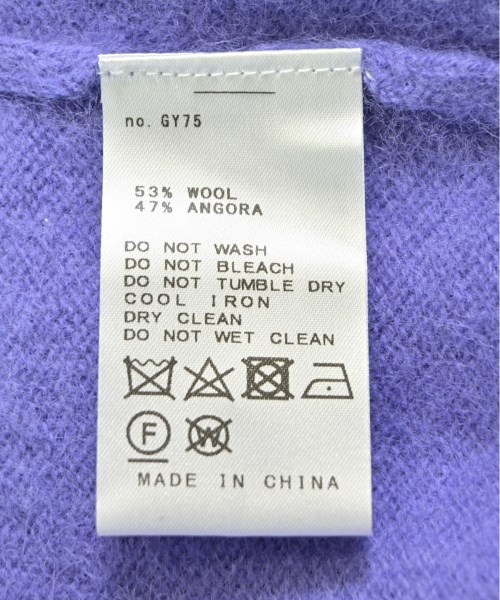 no. GY75
53% WOOL
47% ANGORA
DO NOT WASH
DO NOT BLEACH
DO NOT TUMBLE DRY
COOL IRON
DRY CLEAN
DO NOT WET CLEAN
F W
MADE IN CHINA